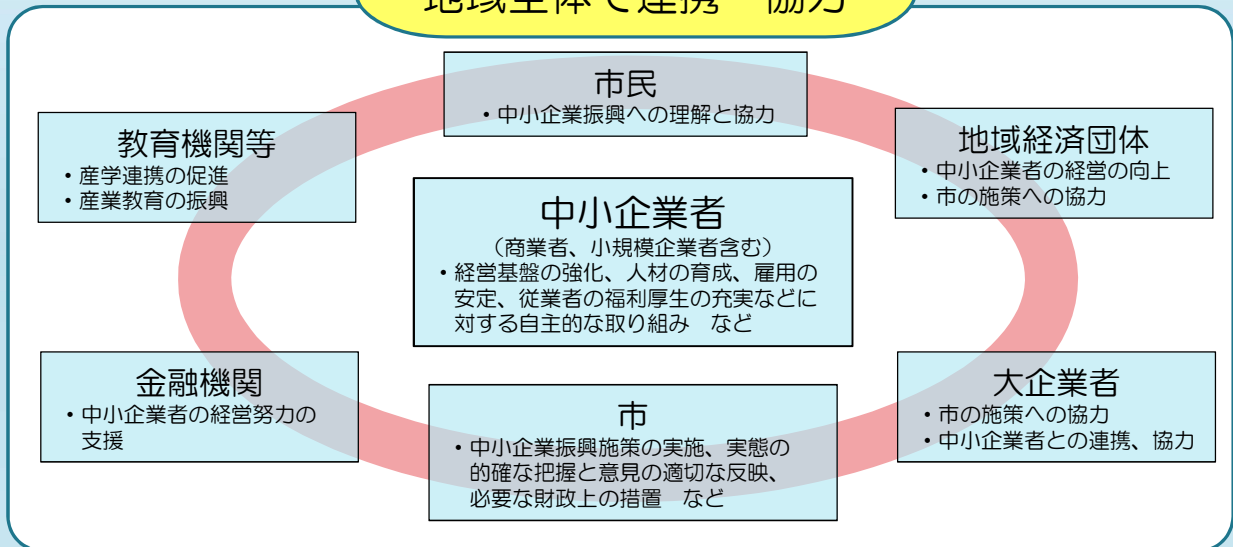 地域全体で連携 協力
市民
・中小企業振興への理解と協力
教育機関等
・産学連携の促進
・産業教育の振興
地域経済団体
・中小企業者の経営の向上
・市の施策への協力
中小企業者
（商業者、小規模企業者含む）
・経営基盤の強化、人材の育成、雇用の
安定、従業者の福利厚生の充実などに
対する自主的な取り組み　など
金融機関
・中小企業者の経営努力の
支援
市
・中小企業振興施策の実施、実態の
的確な把握と意見の適切な反映、
必要な財政上の措置　など
大企業者
・市の施策への協力
・中小企業者との連携、協力